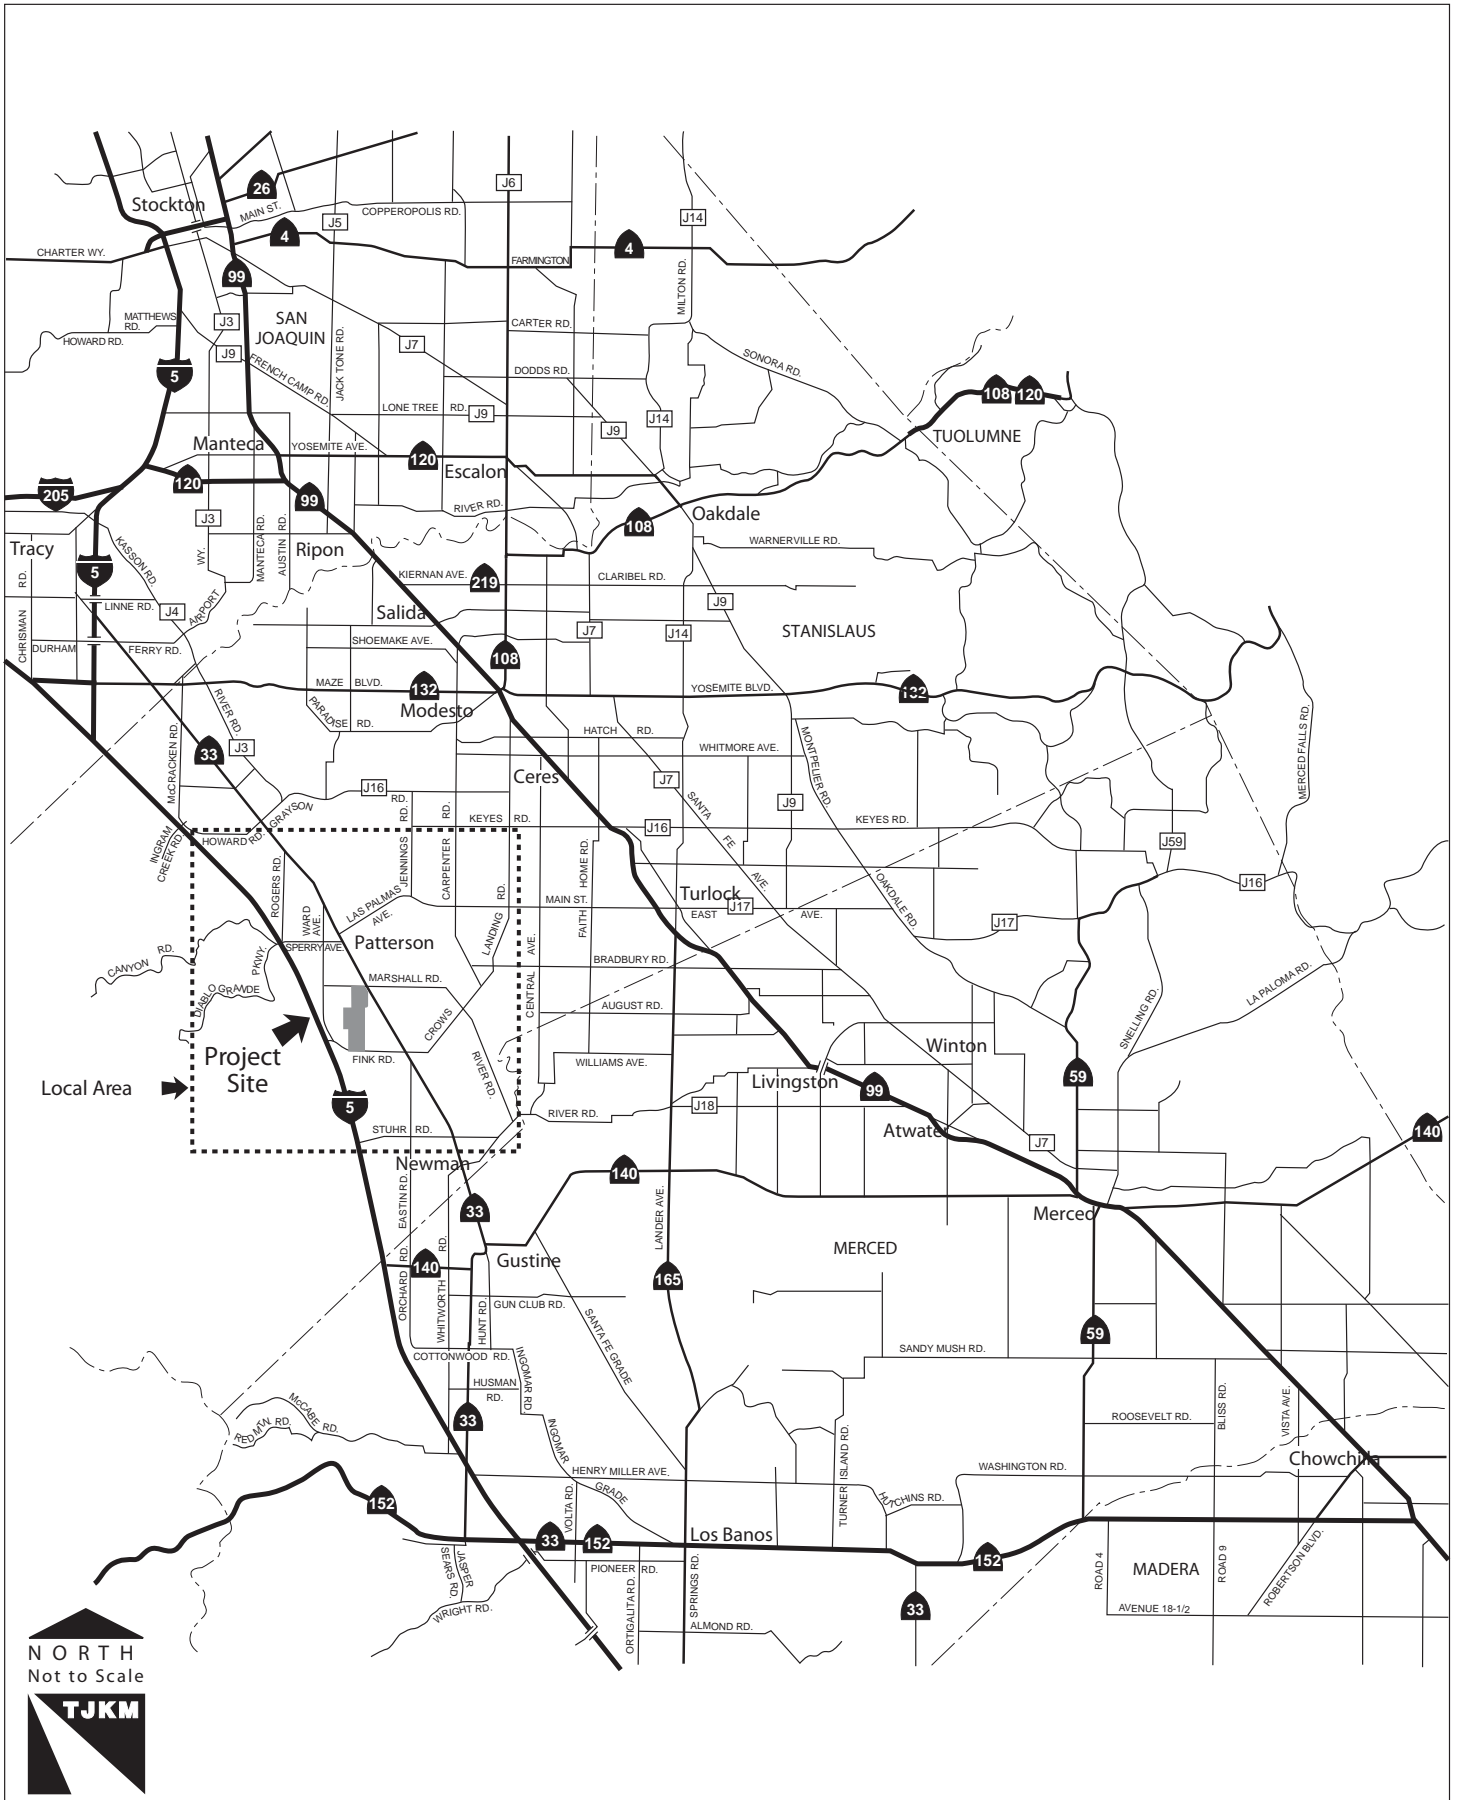 J6
26
Stockton
MAIN ST.
COPPEROPOLIS RD.
J5
J14
4
4
CHARTER WY.
FARMINGTON
99
MILTON RD.
MATTHEWS
RD.
J3
SAN
JOAQUIN
CARTER RD.
HOWARD RD.
J9
JACK TONE RD.
J7
SONORA RD.
FRENCH CAMP RD.
DODDS RD.
5
108
120
LONE TREE RD.
J9
J14
J9
TUOLUMNE
Manteca
YOSEMITE AVE.
120
Escalon
120
205
99
RIVER RD.
Oakdale
J3
108
MANTECA RD.
AUSTIN RD.
WY.
Ripon
WARNERVILLE RD.
Tracy
KASSON RD.
5
KIERNAN AVE.
219
CLARIBEL RD.
CHRISMAN RD.
LINNE RD.
J4
AIRPORT
Salida
J9
J7
J14
STANISLAUS
DURHAM
FERRY RD.
SHOEMAKE AVE.
108
MAZE BLVD.
132
YOSEMITE BLVD.
132
RIVER RD.
PARADISE RD.
Modesto
McCRACKEN RD.
33
J3
HATCH RD.
WHITMORE AVE.
MONTPELIER RD.
MERCED FALLS RD.
Ceres
J7
J16
RD.
SANTA FE AVE.
J9
GRAYSON
KEYES RD.
J16
KEYES RD.
HOWARD RD.
INGRAM
CREEK RD.
JENNINGS RD.
CARPENTER RD.
J59
ROGERS RD.
WARD
AVE.
LAS PALMAS
AVE.
FAITH HOME RD.
OAKDALE RD.
J16
Turlock
MAIN ST.
EAST AVE.
J17
J17
LANDING RD.
SPERRY AVE.
Patterson
CANYON RD.
PKWY.
DIABLO GRANDE
MARSHALL RD.
CENTRAL AVE.
BRADBURY RD.
LA PALOMA RD.
AUGUST RD.
CROWS
SNELLING RD.
Project
Site
FINK RD.
RIVER RD.
WILLIAMS AVE.
Winton
Livingston
59
Local Area
99
5
RIVER RD.
J18
STUHR RD.
Atwater
J7
140
Newman
140
EASTIN RD.
LANDER AVE.
33
Merced
RD.
Gustine
MERCED
140
165
ORCHARD RD.
WHITWORTH
HUNT RD.
GUN CLUB RD.
SANTA FE GRADE
59
COTTONWOOD RD.
INGOMAR RD
SANDY MUSH RD.
HUSMAN
RD.
McCABE RD.
RED MTN. RD.
33
INGOMAR
GRADE
ROOSEVELT RD.
BLISS RD.
VISTA AVE.
TURNER ISLAND RD.
Chowchilla
HENRY MILLER AVE.
WASHINGTON RD.
152
VOLTA RD.
HUTCHINS RD.
33
152
Los Banos
152
JASPER
SEARS RD.
PIONEER RD.
ROAD 4
MADERA
ROAD 9
ROBERTSON BLVD.
WRIGHT RD.
ORTIGALITA RD.
SPRINGS RD.
33
AVENUE 18-1/2
ALMOND RD.
NORTH
Not to Scale
TJKM